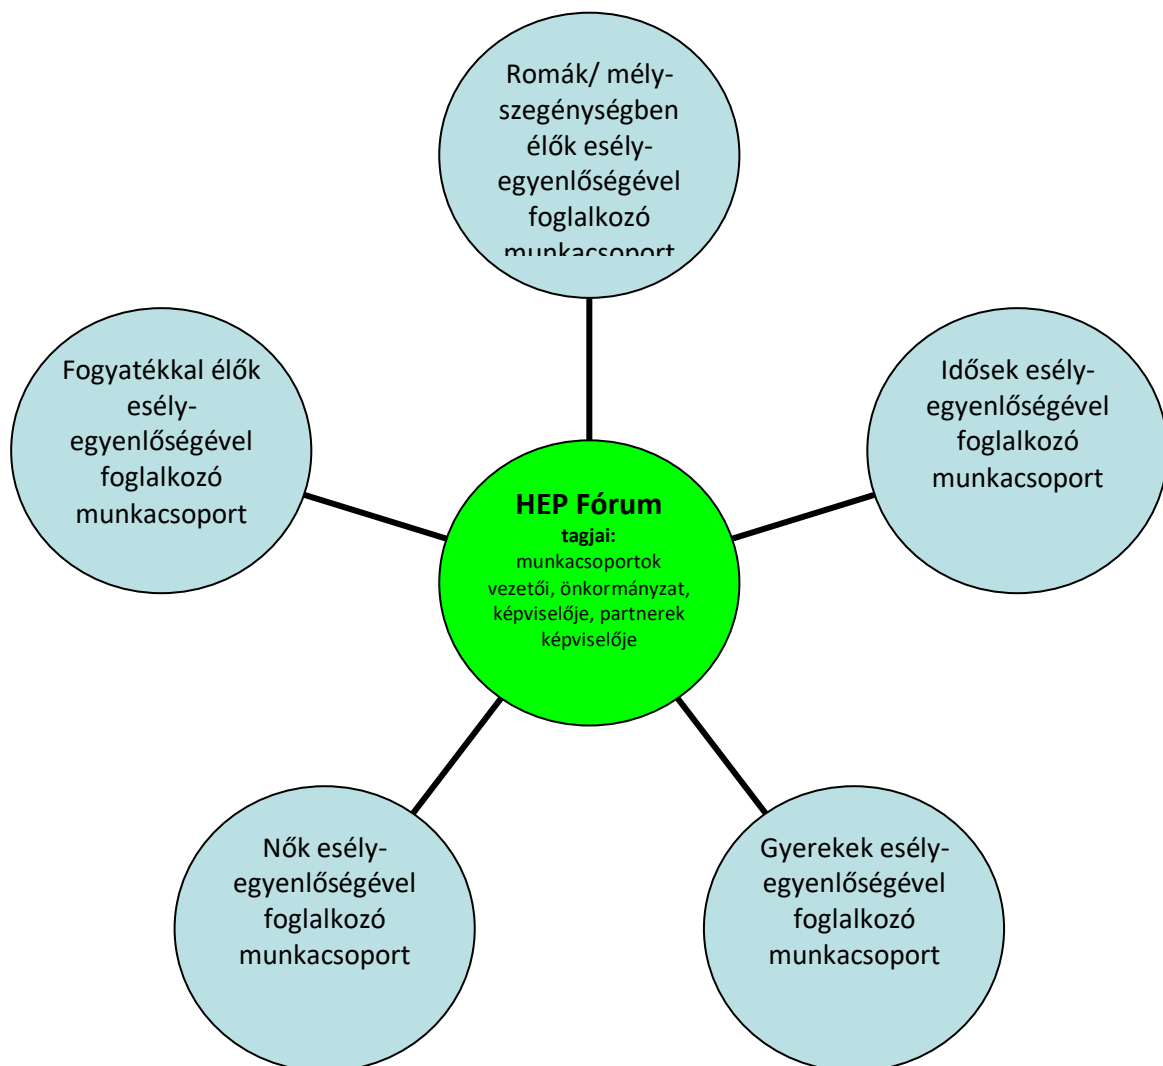 Romák/ mély-
szegénységben
élők esély-
egyenlőségével
foglalkozó
munkacsoport
Fogyatékkal élők
esély-
egyenlőségével
foglalkozó
munkacsoport
Idősek esély-
egyenlőségével
foglalkozó
munkacsoport
HEP Fórum
tagjai:
munkacsoportok
vezetői, önkormányzat,
képviselője, partnerek
képviselője
Nők esély-
egyenlőségével
foglalkozó
munkacsoport
Gyerekek esély-
egyenlőségével
foglalkozó
munkacsoport